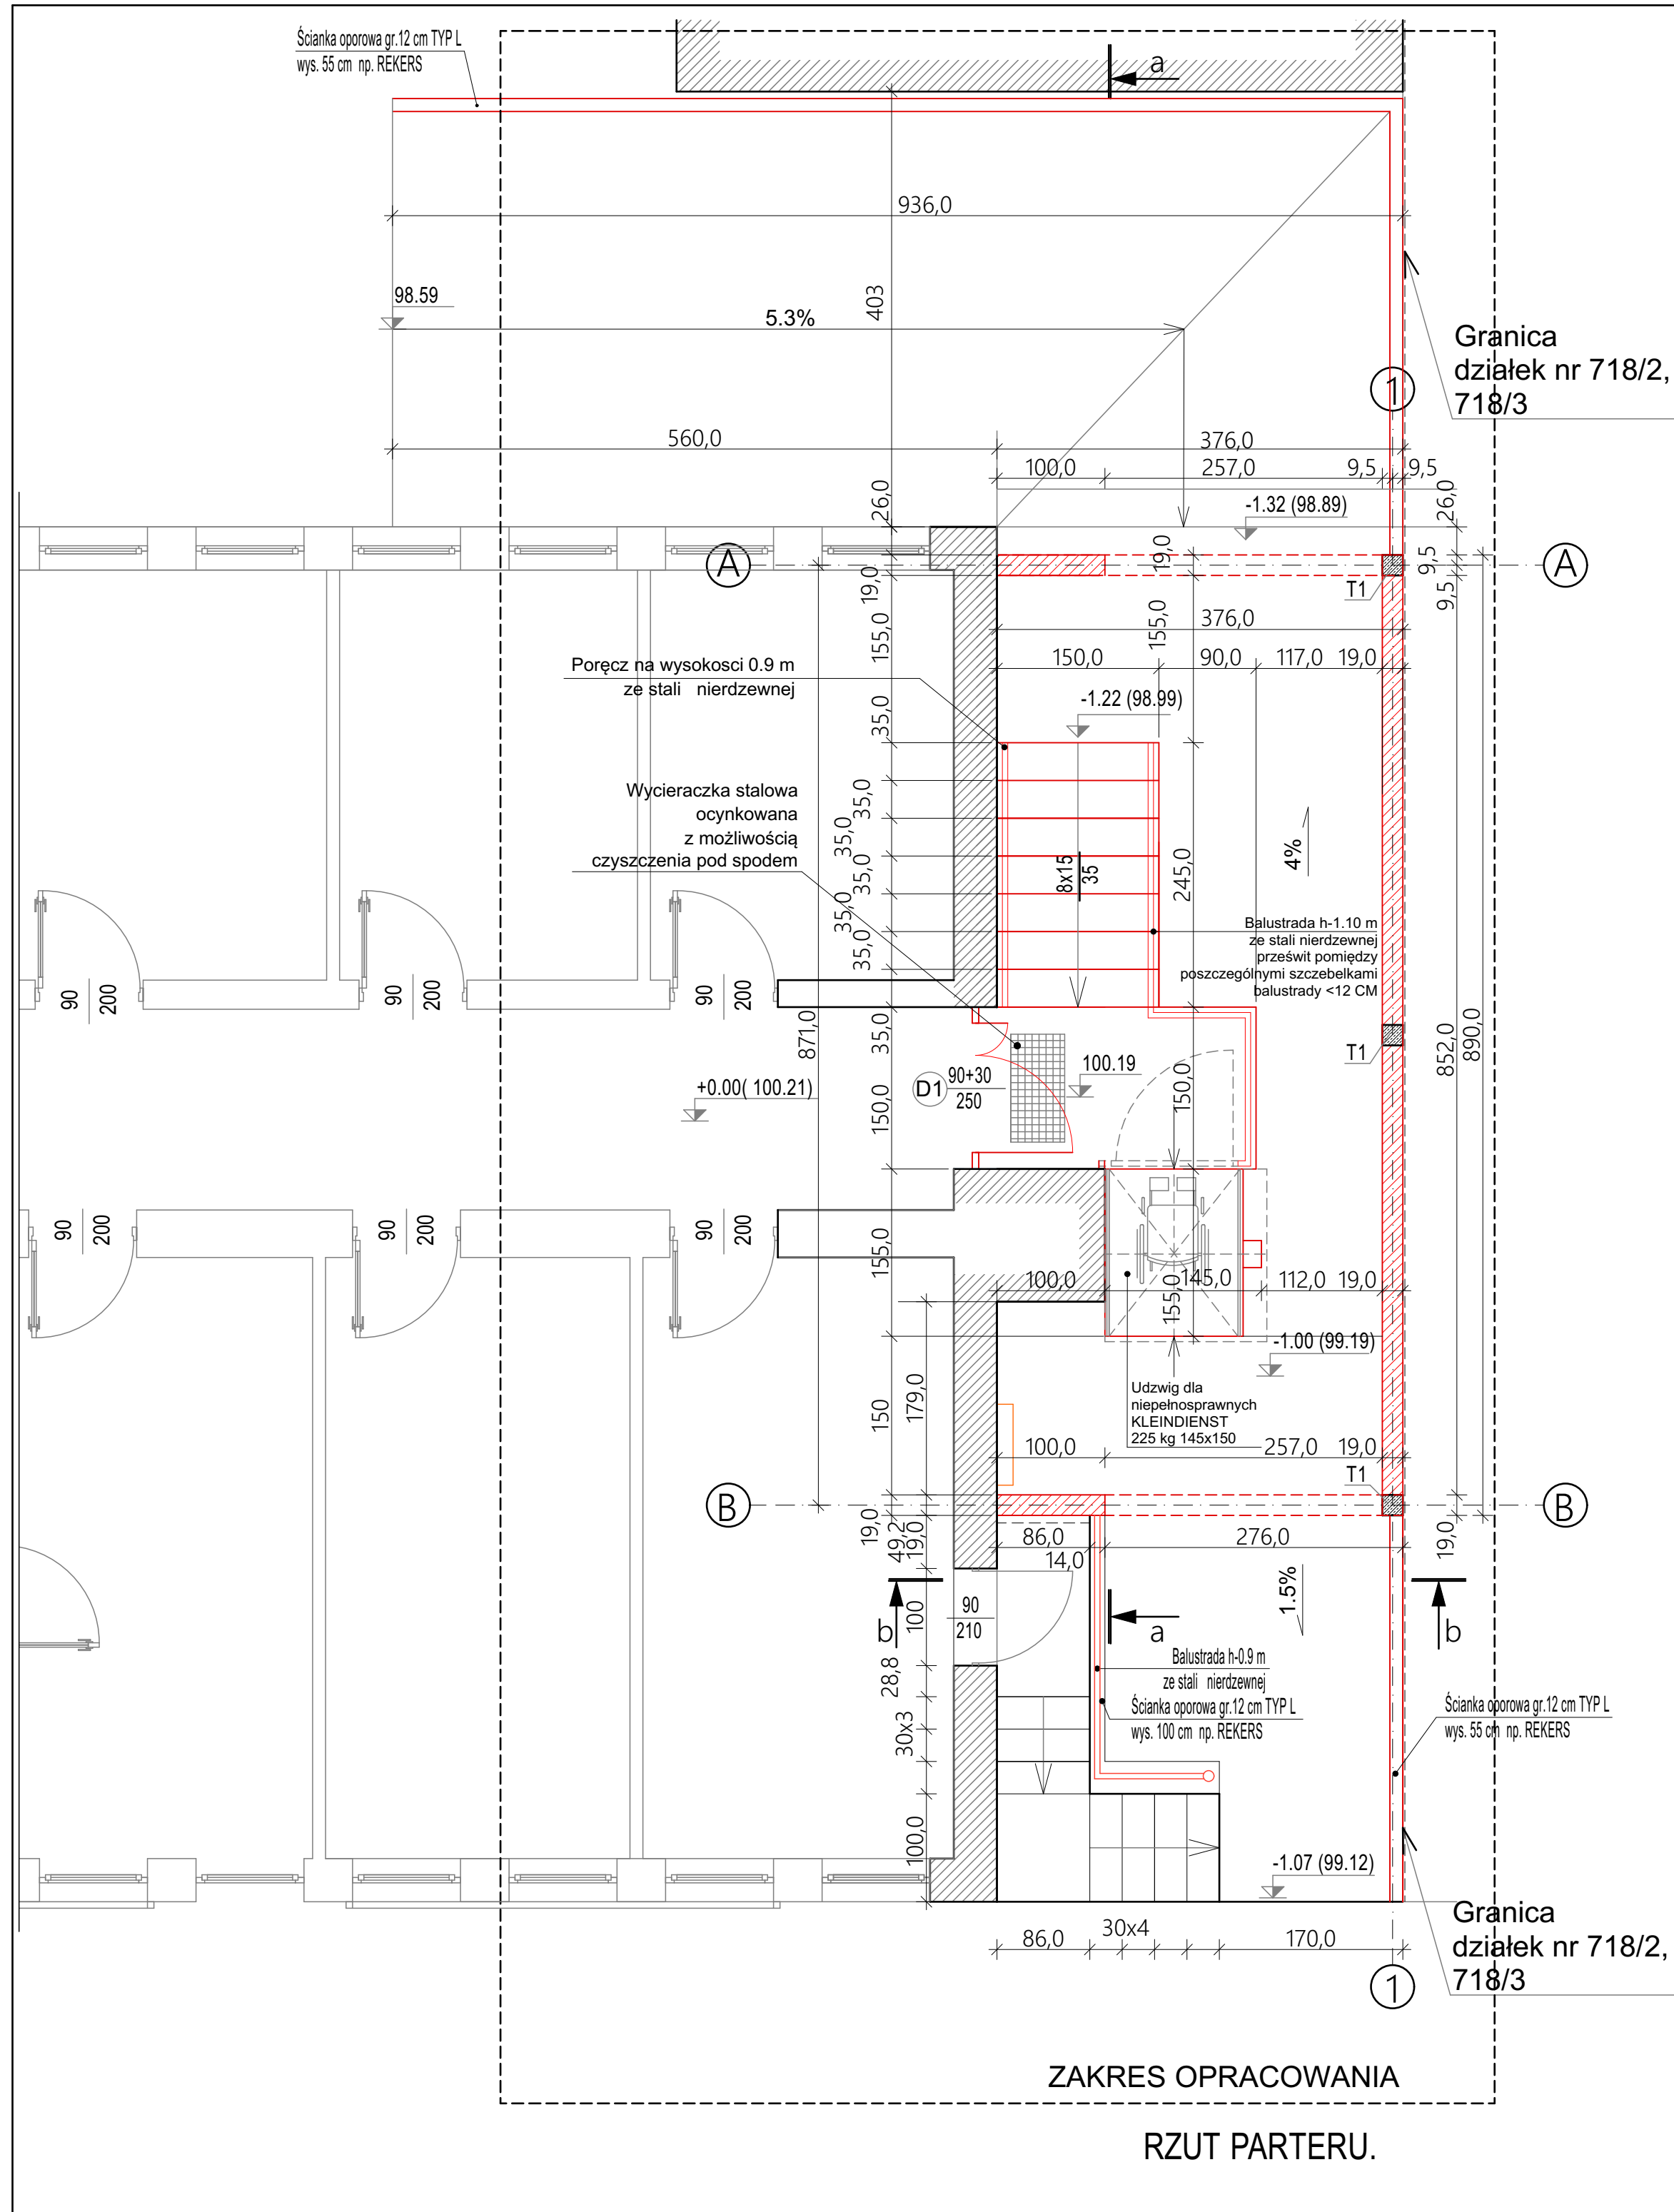 Ścianka oporowa gr.12 cm TYP L
wys. 55 cm np. REKERS
a
936,0
98.59
5.3%
403
Granica
działek nr 718/2,
718/3
1
560,0
376,0
100,0
257,0
9,5
9,5
26,0
26,0
-1.32 (98.89)
A
A
19,0
19,0
9,5
9,5
T1
155,0
155,0
376,0
150,0
90,0
117,0
19,0
Poręcz na wysokosci 0.9 m
ze stali nierdzewnej
-1.22 (98.99)
35,0
Wycieraczka stalowa
ocynkowana
z możliwością
czyszczenia pod spodem
35,0
35,0
35,0
35,0
35,0
8x15
35
245,0
4%
Balustrada h-1.10 m
ze stali nierdzewnej
prześwit pomiędzy
poszczególnymi szczebelkami
balustrady <12 CM
90
200
90
200
90
200
871,0
35,0
852,0
890,0
T1
+0.00( 100.21)
D1
90+30
250
100.19
150,0
150,0
90
200
90
200
90
200
155,0
100,0
145,0
155,0
112,0
19,0
-1.00 (99.19)
150
179,0
Udzwig dla
niepełnosprawnych
KLEINDIENST
225 kg 145x150
100,0
257,0
19,0
T1
B
B
19,0
49,2
19,0
86,0
14,0
276,0
19,0
b
100
90
210
a
1.5%
b
28,8
Balustrada h-0.9 m
ze stali nierdzewnej
Ścianka oporowa gr.12 cm TYP L
wys. 100 cm np. REKERS
Ścianka oporowa gr.12 cm TYP L
wys. 55 cm np. REKERS
30x3
100,0
-1.07 (99.12)
86,0
30x4
170,0
Granica
działek nr 718/2,
718/3
1
ZAKRES OPRACOWANIA
RZUT PARTERU.